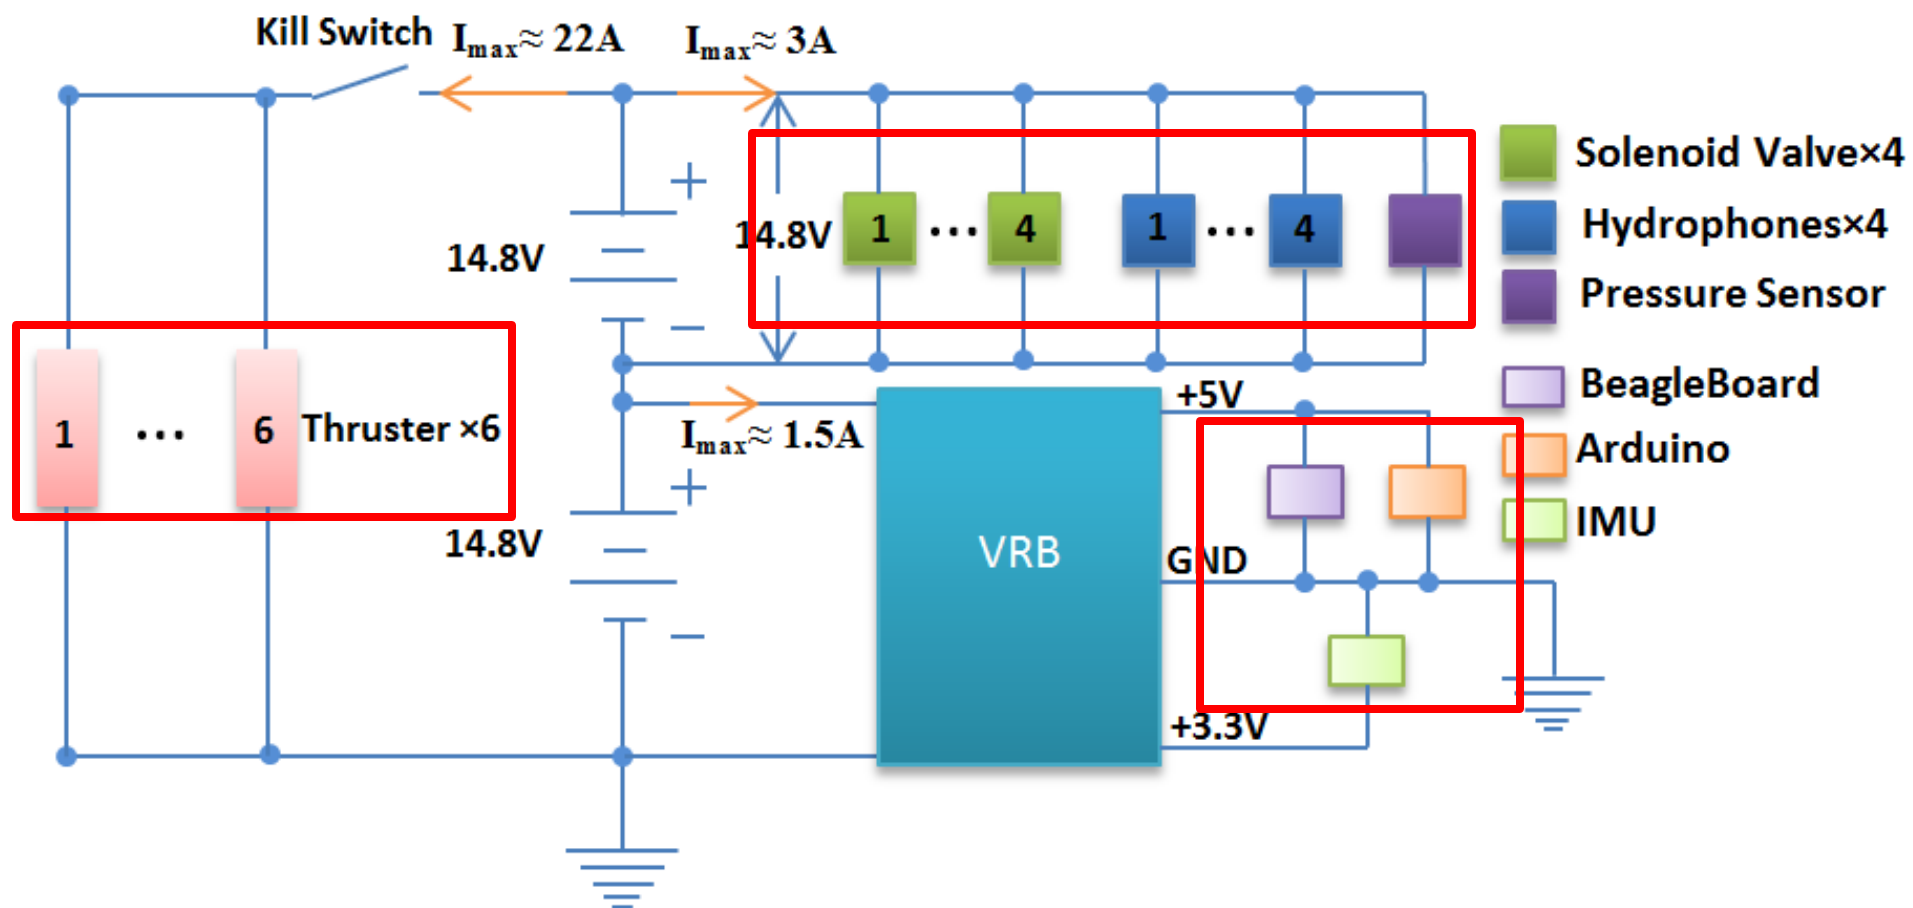 Kill Switch
Imax≈ 22A
Imax≈ 3A
14.8V
14.8V
1 ... 4
1 ... 4
Solenoid Valve×4
Hydrophones×4
Pressure Sensor
1 ... 6 Thruster ×6
Imax≈ 1.5A
+5V
BeagleBoard
Arduino
IMU
14.8V
VRB
GND
+3.3V